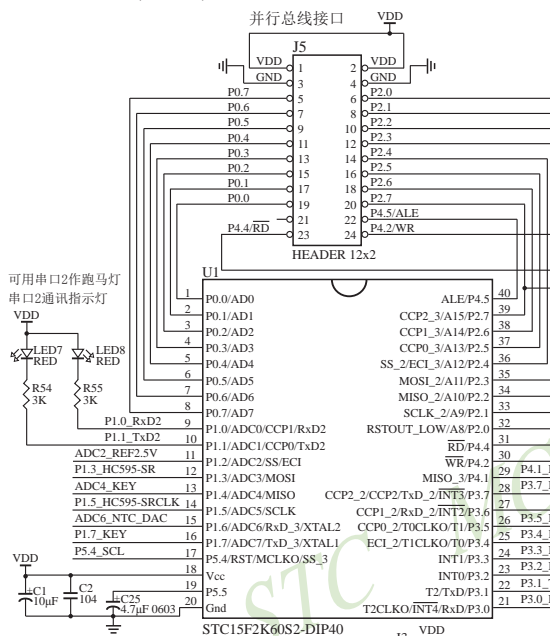 并行总线接口
VDD
J5
VDD 1 2 VDD
GND 3 4 GND
P0.7 5 6 P2.0
P0.6 7 8 P2.1
P0.5 9 10 P2.2
P0.4 11 12 P2.3
P0.3 13 14 P2.4
P0.2 15 16 P2.5
P0.1 17 18 P2.6
P0.0 19 20 P2.7
21 22 P4.5/ALE
P4.4/RD 23 24 P4.2/WR
HEADER 12x2
可用串口2作跑马灯
串口2通讯指示灯
VDD
LED7
RED
LED8
RED
R54
3K
R55
3K
U1
1 P0.0/AD0 ALE/P4.5 40
2 P0.1/AD1 CCP2_3/A15/P2.7 39
3 P0.2/AD2 CCP1_3/A14/P2.6 38
4 P0.3/AD3 CCP0_3/A13/P2.5 37
5 P0.4/AD4 SS_2/ECI_3/A12/P2.4 36
6 P0.5/AD5 MOSI_2/A11/P2.3 35
7 P0.6/AD6 MISO_2/A10/P2.2 34
8 P0.7/AD7 SCLK_2/A9/P2.1 33
P1.0_RxD2 9 P1.0/ADC0/CCP1/RxD2 RSTOUT_LOW/A8/P2.0 32
P1.1_TxD2 10 P1.1/ADC1/CCP0/TxD2 RD/P4.4 31
ADC2_REF2.5V 11 P1.2/ADC2/SS/ECI WR/P4.2 30
P1.3_HC595-SR 12 P1.3/ADC3/MOSI MISO_3/P4.1 29 P4.1_
ADC4_KEY 13 P1.4/ADC4/MISO CCP2_2/CCP2/TxD_2/INT3/P3.7 28 P3.7_
P1.5_HC595-SRCLK 14 P1.5/ADC5/SCLK CCP1_2/RxD_2/INT2/P3.6 27
ADC6_NTC_DAC 15 P1.6/ADC6/RxD_3/XTAL2 CCP0_2/T0CLKO/T1/P3.5 26 P3.5_
P1.7_KEY 16 P1.7/ADC7/TxD_3/XTAL1 ECI_2/T1CLKO/T0/P3.4 25 P3.4_
P5.4_SCL 17 P5.4/RST/MCLKO/SS_3 INT1/P3.3 24 P3.3_
18 Vcc INT0/P3.2 23 P3.2_
19 P5.5 T2/TxD/P3.1 22 P3.1_
20 Gnd T2CLKO/INT4/RxD/P3.0 21 P3.0_
VDD
C1
10μF
C2
104
C25
4.7μF 0603
STC15F2K60S2-DIP40
VDD
STC MC